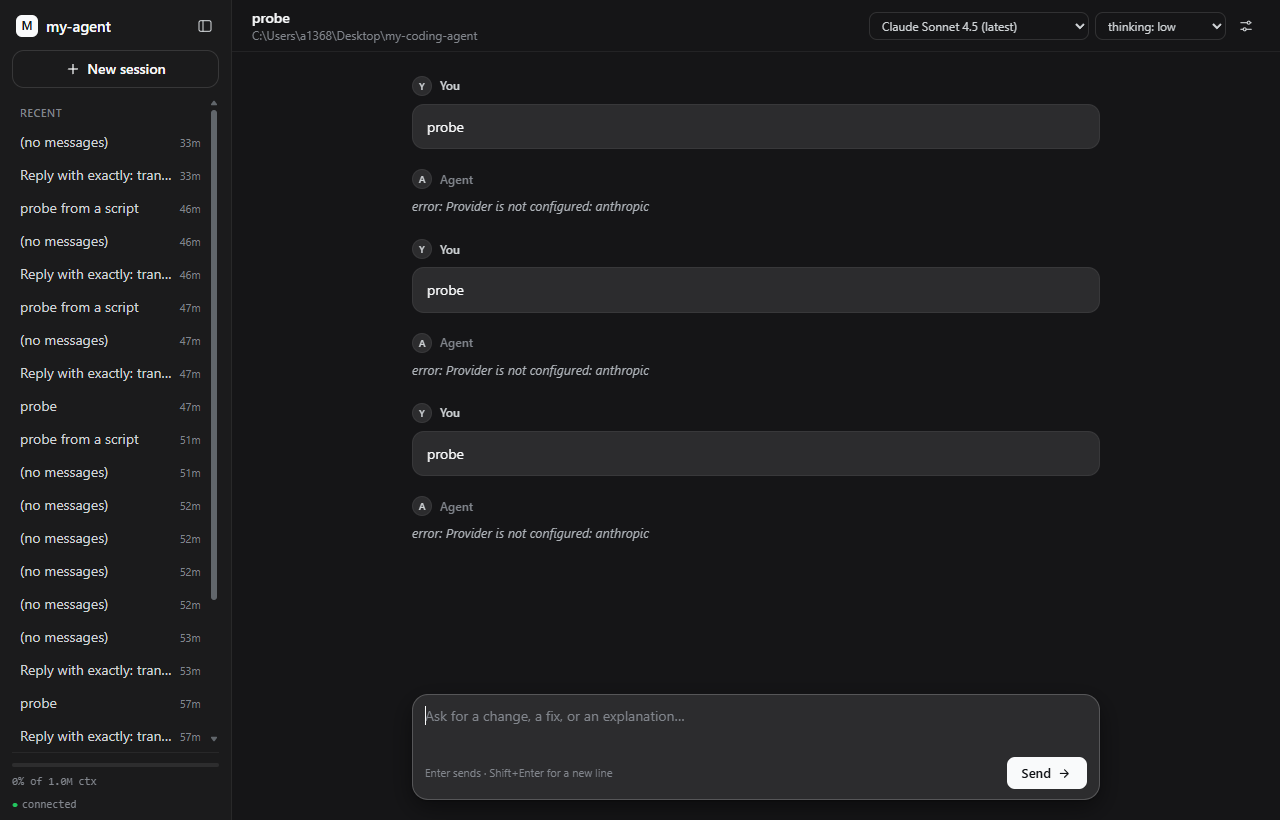 M my-agent
+ New session
RECENT
(no messages) 33m
Reply with exactly: tran... 33m
probe from a script 46m
(no messages) 46m
Reply with exactly: tran... 46m
probe from a script 47m
(no messages) 47m
Reply with exactly: tran... 47m
probe 47m
probe from a script 51m
(no messages) 51m
(no messages) 52m
(no messages) 52m
(no messages) 52m
(no messages) 52m
(no messages) 53m
Reply with exactly: tran... 53m
probe 57m
Reply with exactly: tran... 57m
0% of 1.0M ctx
connected
probe
C:\Users\a1368\Desktop\my-coding-agent
Claude Sonnet 4.5 (latest)
thinking: low
Y You
probe
A Agent
error: Provider is not configured: anthropic
Y You
probe
A Agent
error: Provider is not configured: anthropic
Y You
probe
A Agent
error: Provider is not configured: anthropic
Ask for a change, a fix, or an explanation...
Enter sends · Shift+Enter for a new line
Send →